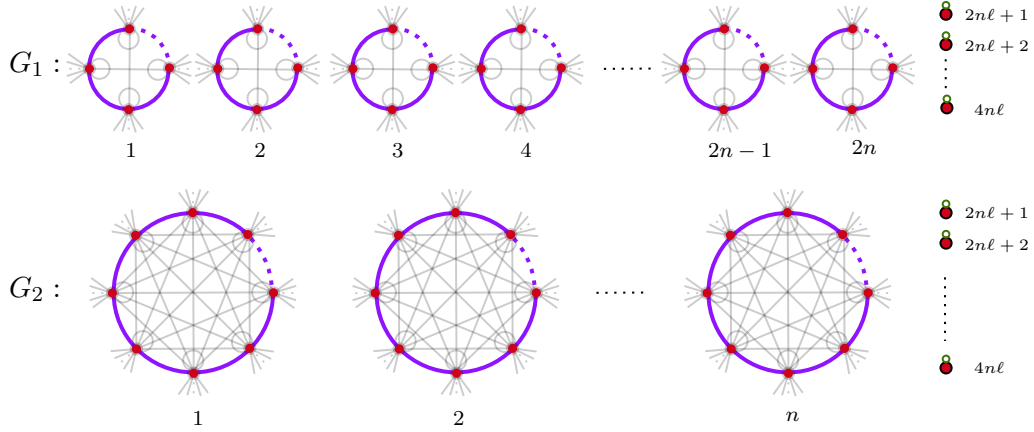 G₁ :
1 2 3 4 ...... 2n − 1 2n
2nℓ + 1
2nℓ + 2
4nℓ
G₂ :
1 2 ...... n
2nℓ + 1
2nℓ + 2
4nℓ